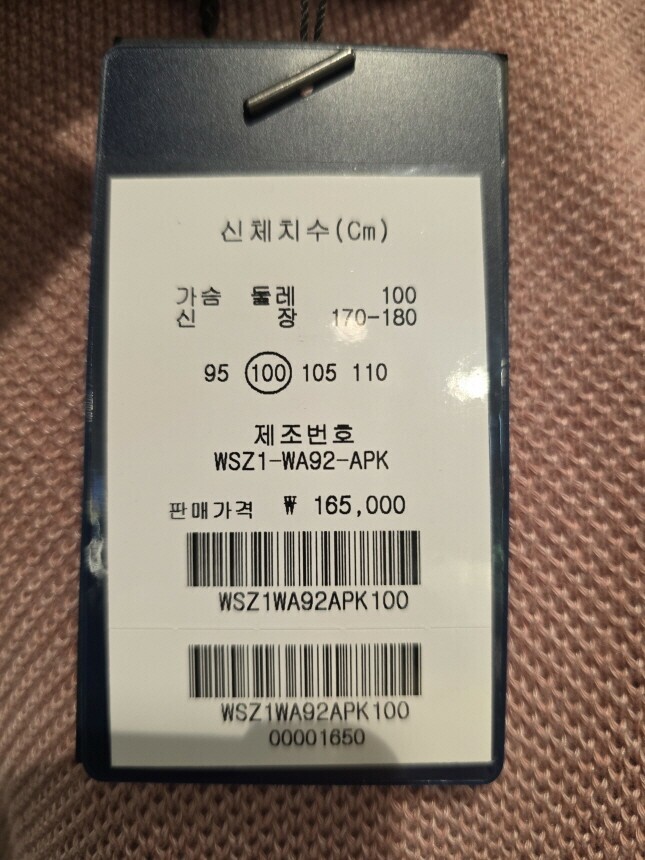 신체치수(Cm)
가슴 둘레 100
신 장 170-180
95 100 105 110
제조번호
WSZ1-WA92-APK
판매가격 ₩ 165,000
WSZ1WA92APK100
WSZ1WA92APK100
00001650